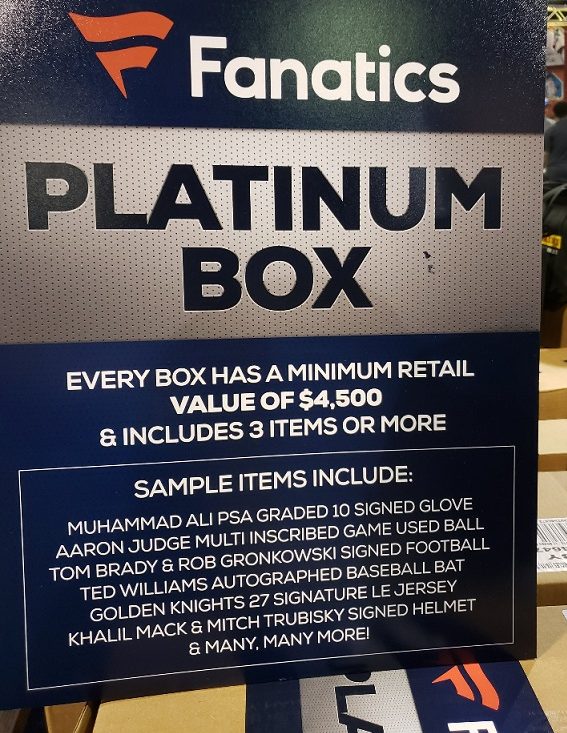 Fanatics
PLATINUM
BOX
EVERY BOX HAS A MINIMUM RETAIL
VALUE OF $4,500
& INCLUDES 3 ITEMS OR MORE
SAMPLE ITEMS INCLUDE:
MUHAMMAD ALI PSA GRADED 10 SIGNED GLOVE
AARON JUDGE MULTI INSCRIBED GAME USED BALL
TOM BRADY & ROB GRONKOWSKI SIGNED FOOTBALL
TED WILLIAMS AUTOGRAPHED BASEBALL BAT
GOLDEN KNIGHTS 27 SIGNATURE LE JERSEY
KHALIL MACK & MITCH TRUBISKY SIGNED HELMET
& MANY, MANY MORE!
PLA
F